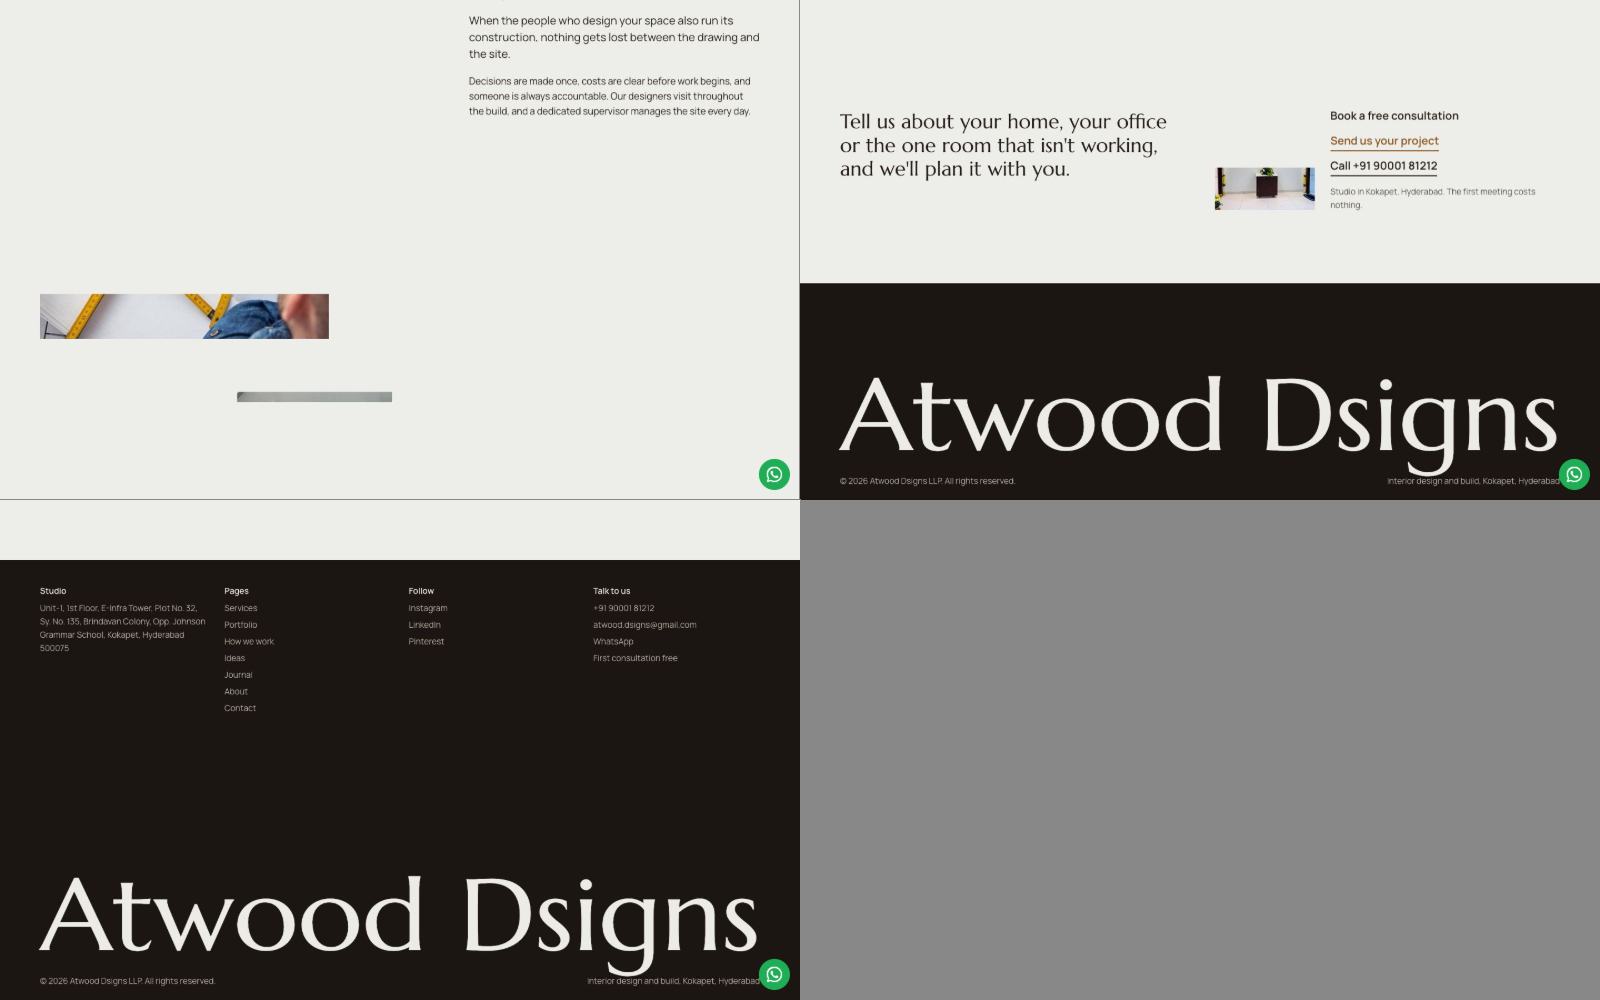 When the people who design your space also run its
construction, nothing gets lost between the drawing and
the site.
Decisions are made once, costs are clear before work begins, and
someone is always accountable. Our designers visit throughout
the build, and a dedicated supervisor manages the site every day.
Tell us about your home, your office
or the one room that isn't working,
and we'll plan it with you.
Book a free consultation
Send us your project
Call +91 90001 81212
Studio in Kokapet, Hyderabad. The first meeting costs
nothing.
Atwood Dsigns
© 2026 Atwood Dsigns LLP. All rights reserved.
Interior design and build, Kokapet, Hyderabad
Studio
Unit-1, 1st Floor, E-Infra Tower, Plot No. 32,
Sy. No. 135, Brindavan Colony, Opp. Johnson
Grammar School, Kokapet, Hyderabad
500075
Pages
Services
Portfolio
How we work
Ideas
Journal
About
Contact
Follow
Instagram
LinkedIn
Pinterest
Talk to us
+91 90001 81212
atwood.dsigns@gmail.com
WhatsApp
First consultation free
Atwood Dsigns
© 2026 Atwood Dsigns LLP. All rights reserved.
Interior design and build, Kokapet, Hyderabad